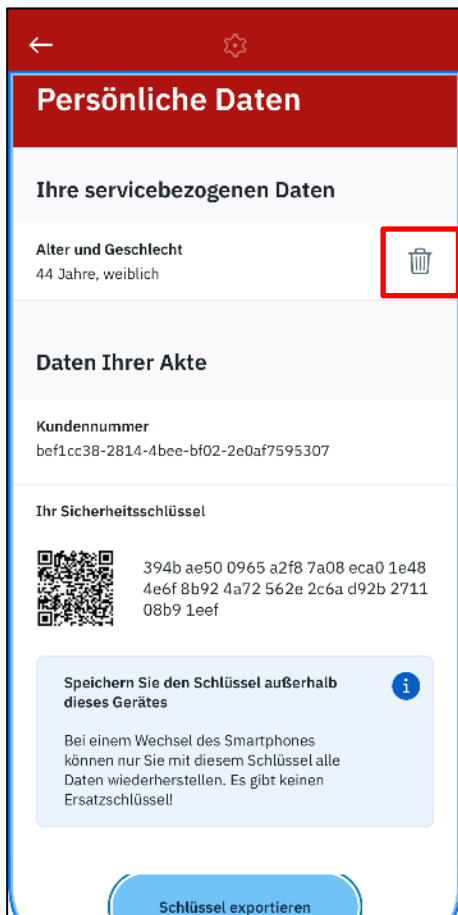 Persönliche Daten
Ihre servicebezogenen Daten
Alter und Geschlecht
44 Jahre, weiblich
Daten Ihrer Akte
Kundennummer
bef1cc38-2814-4bee-bf02-2e0af7595307
Ihr Sicherheitsschlüssel
394b ae50 0965 a2f8 7a08 eca0 1e48
4e6f 8b92 4a72 562e 2c6a d92b 2711
08b9 1eef
Speichern Sie den Schlüssel außerhalb
dieses Gerätes
i
Bei einem Wechsel des Smartphones
können nur Sie mit diesem Schlüssel alle
Daten wiederherstellen. Es gibt keinen
Ersatzschlüssel!
Schlüssel exportieren